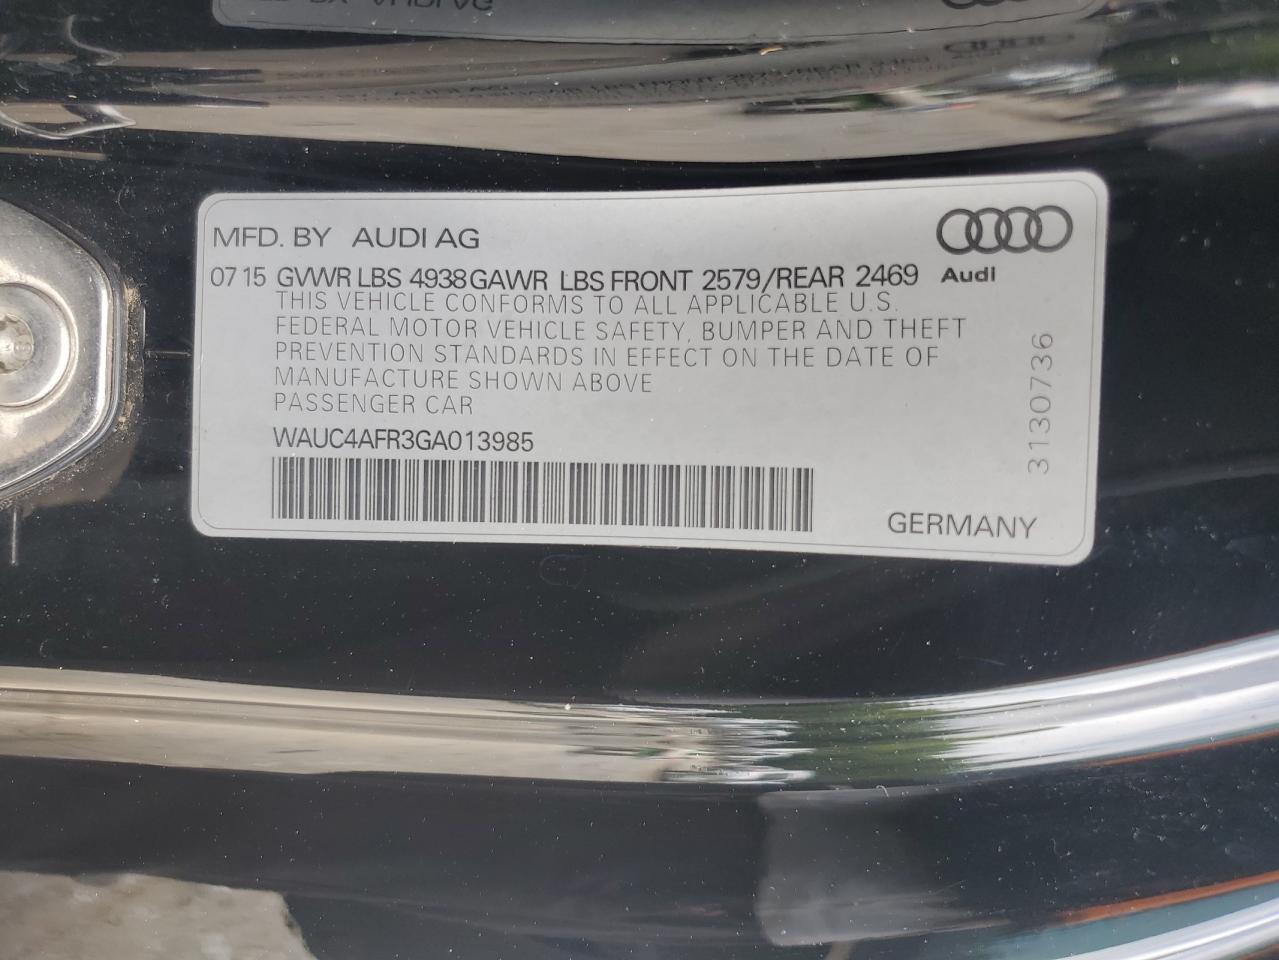 MFD. BY AUDI AG
07 15 GVWR LBS 4938 GAWR LBS FRONT 2579/REAR 2469
Audi
THIS VEHICLE CONFORMS TO ALL APPLICABLE U.S.
FEDERAL MOTOR VEHICLE SAFETY, BUMPER AND THEFT
PREVENTION STANDARDS IN EFFECT ON THE DATE OF
MANUFACTURE SHOWN ABOVE
PASSENGER CAR
WAUC4AFR3GA013985
3130736
GERMANY